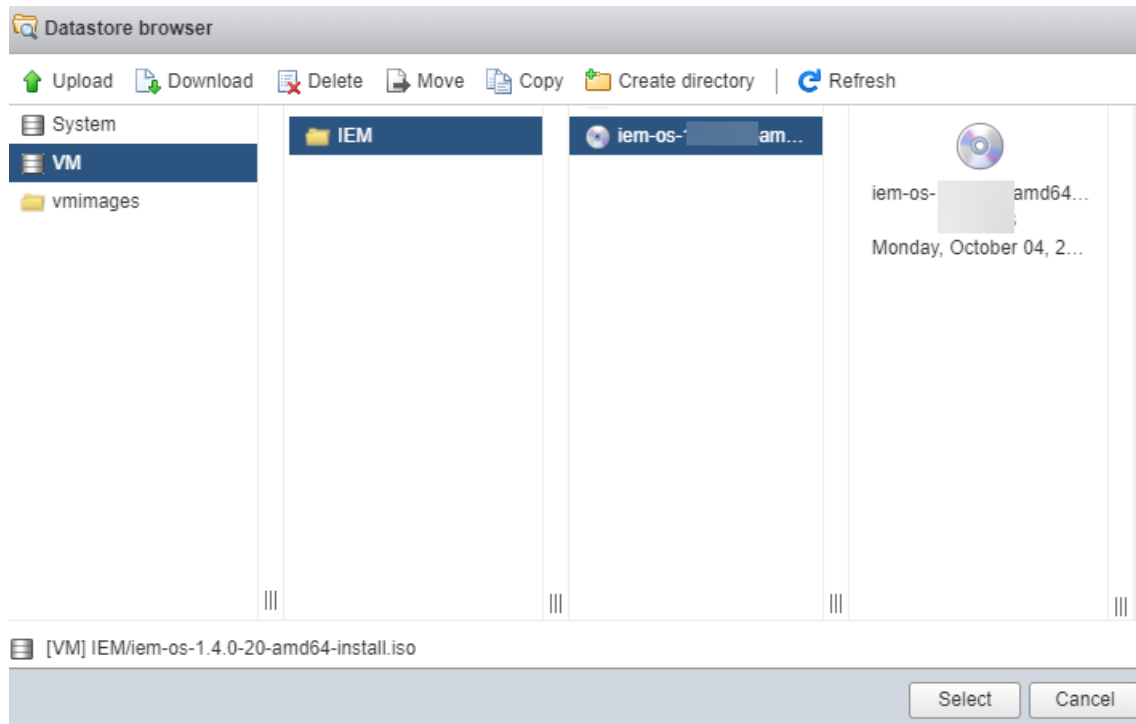 Datastore browser
Upload Download Delete Move Copy Create directory Refresh
System
VM
vmimages
IEM
iem-os- am...
iem-os- amd64...
Monday, October 04, 2...
[VM] IEM/iem-os-1.4.0-20-amd64-install.iso
Select Cancel